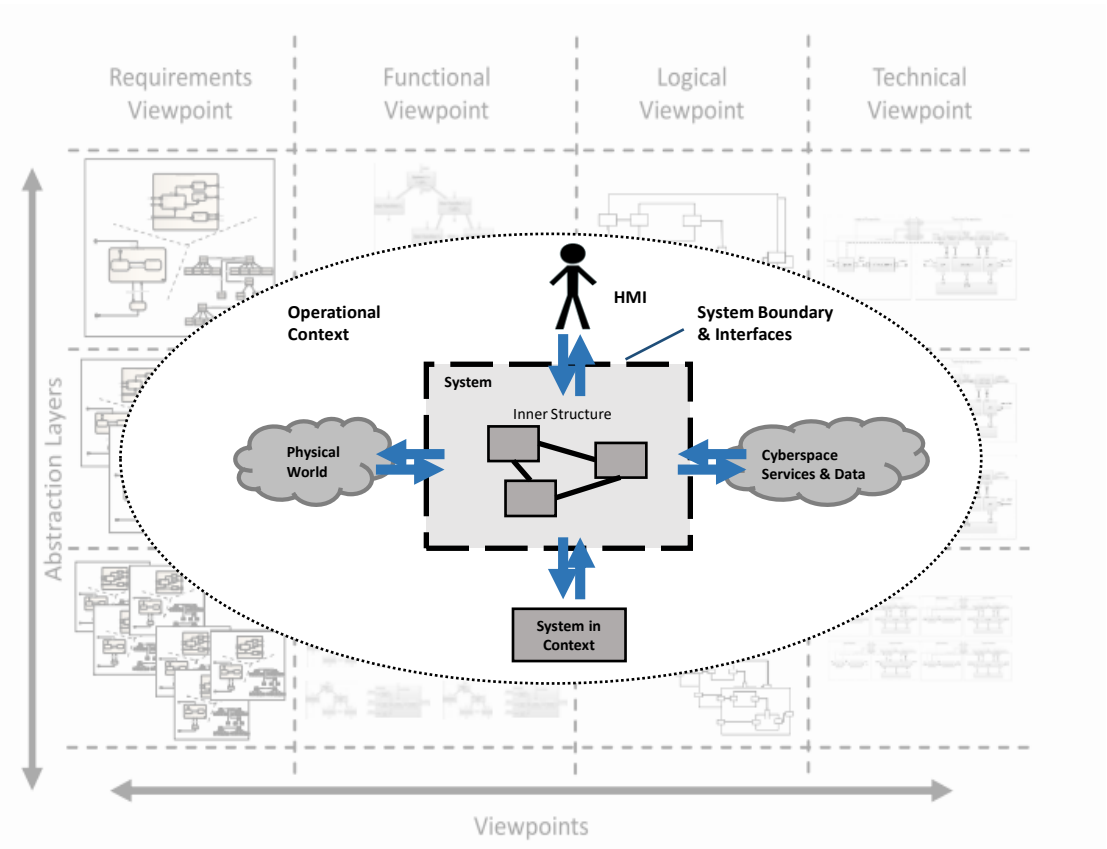 Requirements
Viewpoint
Functional
Viewpoint
Logical
Viewpoint
Technical
Viewpoint
Abstraction Layers
Operational
Context
HMI
System Boundary
& Interfaces
System
Inner Structure
Physical
World
Cyberspace
Services & Data
System in
Context
Viewpoints